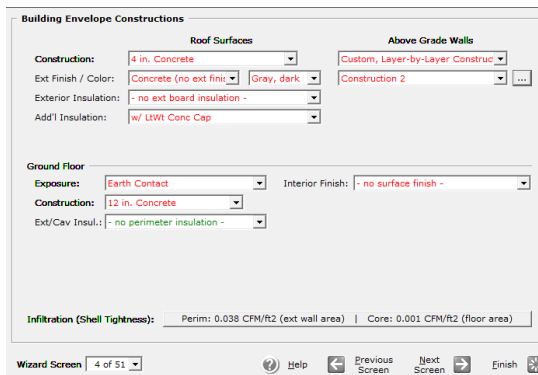 Building Envelope Constructions
Roof Surfaces Above Grade Walls
Construction: 4 in. Concrete Custom, Layer-by-Layer Construc
Ext Finish / Color: Concrete (no ext finis Gray, dark Construction 2 ...
Exterior Insulation: - no ext board insulation -
Add'l Insulation: w/ LtWt Conc Cap
Ground Floor
Exposure: Earth Contact Interior Finish: - no surface finish -
Construction: 12 in. Concrete
Ext/Cav Insul.: - no perimeter insulation -
Infiltration (Shell Tightness): Perim: 0.038 CFM/ft2 (ext wall area) | Core: 0.001 CFM/ft2 (floor area)
Wizard Screen 4 of 51 Help Previous Screen Next Screen Finish